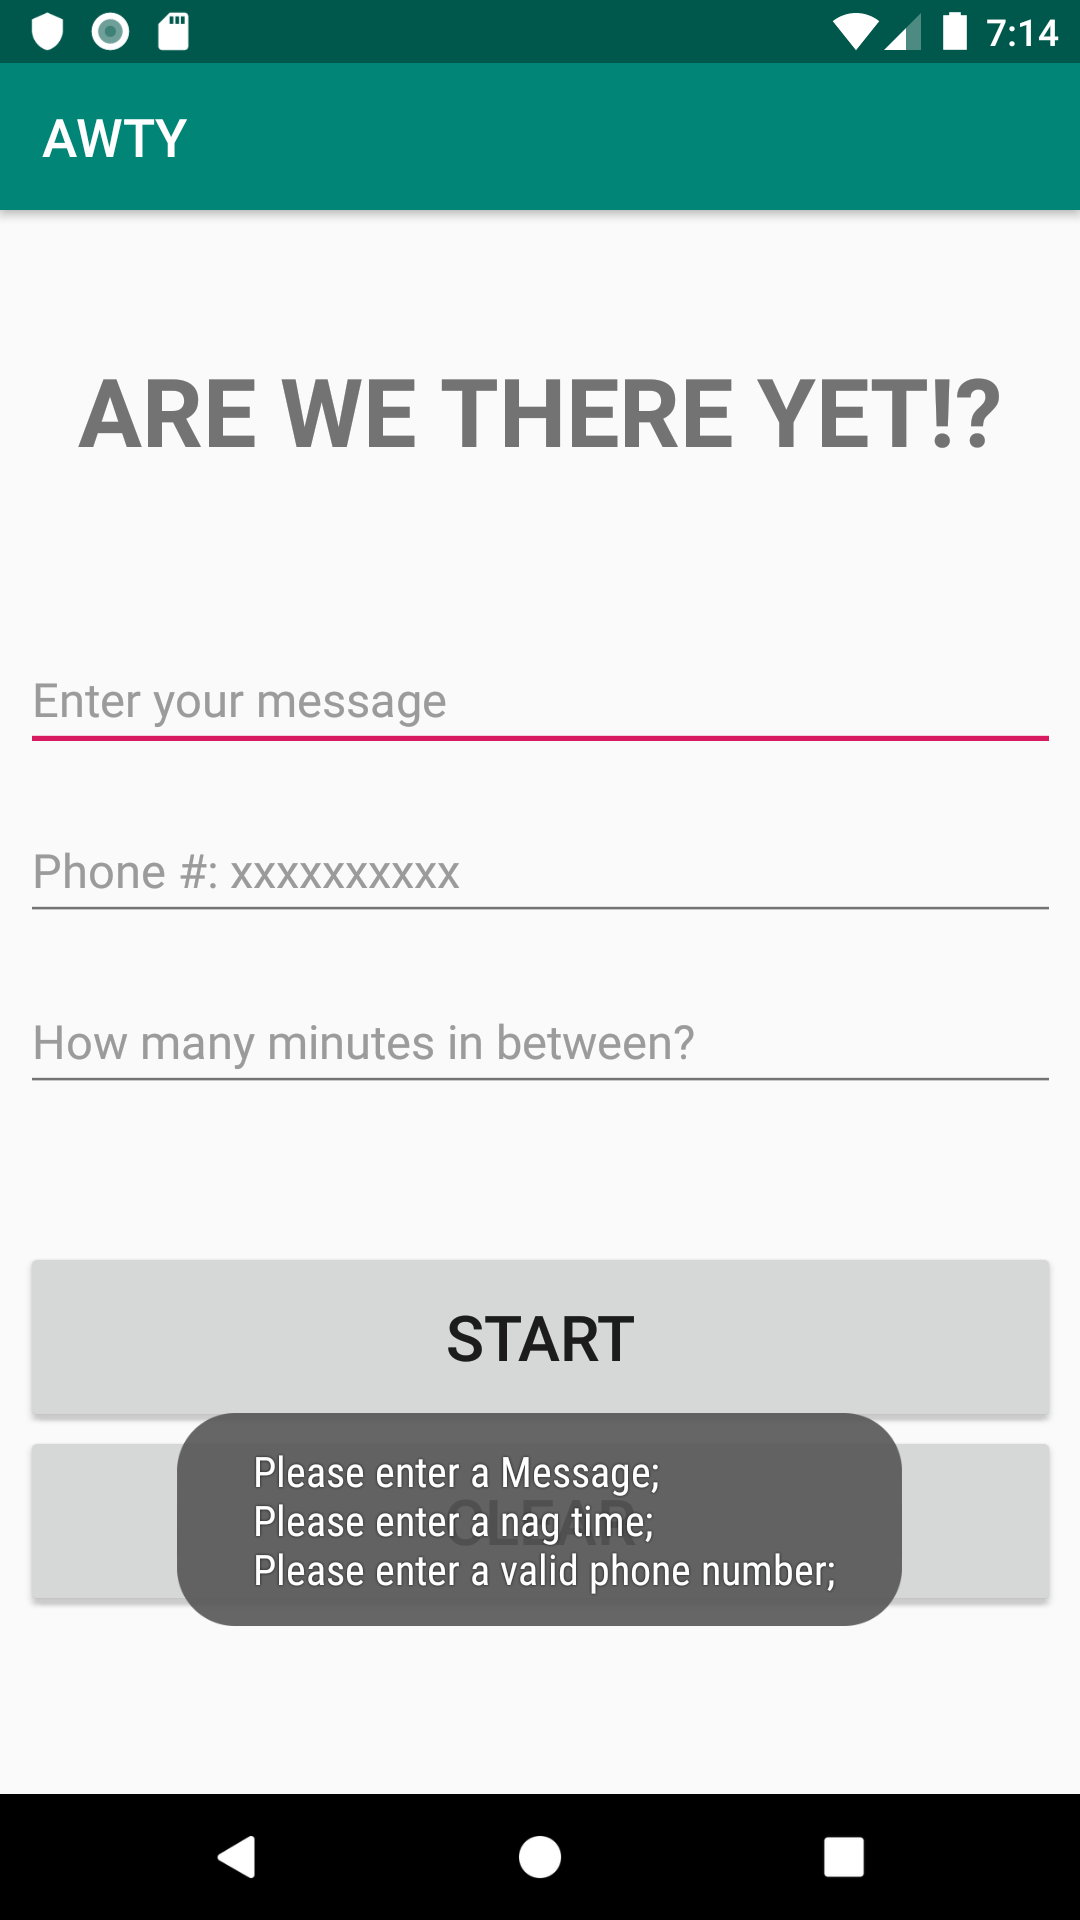 7:14
AWTY
ARE WE THERE YET!?
Enter your message
Phone #: xxxxxxxxxx
How many minutes in between?
START
CLEAR
Please enter a Message;
Please enter a nag time;
Please enter a valid phone number;